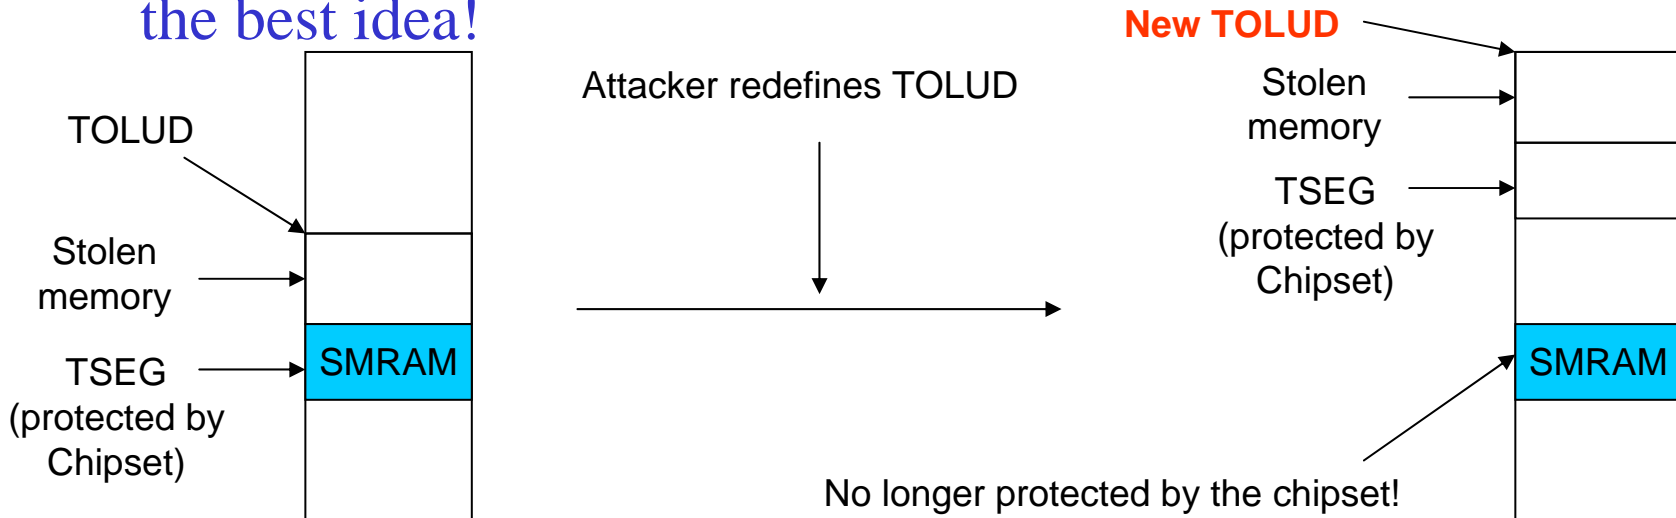 the best idea!
TOLUD
Stolen
memory
TSEG
(protected by
Chipset)
SMRAM
Attacker redefines TOLUD
New TOLUD
Stolen
memory
TSEG
(protected by
Chipset)
SMRAM
No longer protected by the chipset!